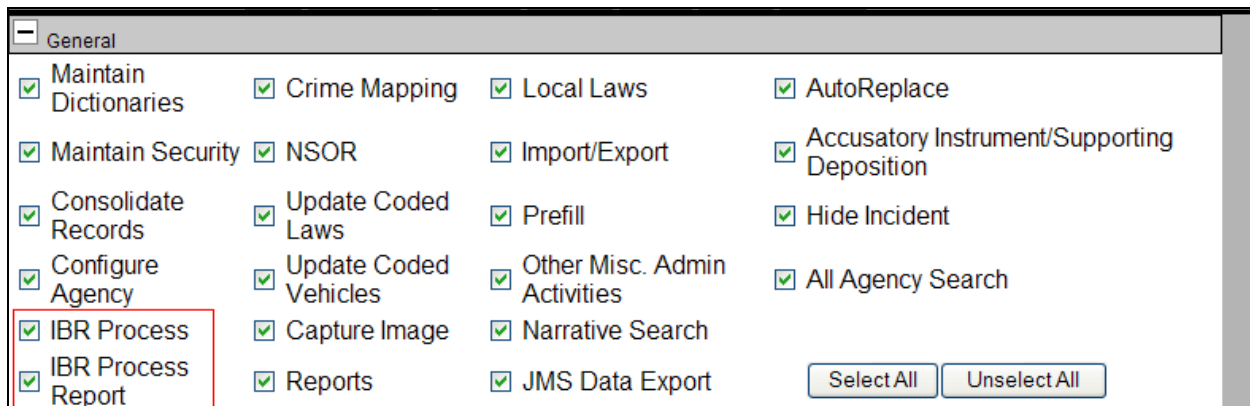 General
Maintain
Dictionaries
Crime Mapping
Local Laws
AutoReplace
Maintain Security
NSOR
Import/Export
Accusatory Instrument/Supporting
Deposition
Consolidate
Records
Update Coded
Laws
Prefill
Hide Incident
Configure
Agency
Update Coded
Vehicles
Other Misc. Admin
Activities
All Agency Search
IBR Process
Capture Image
Narrative Search
IBR Process
Report
Reports
JMS Data Export
Select All
Unselect All